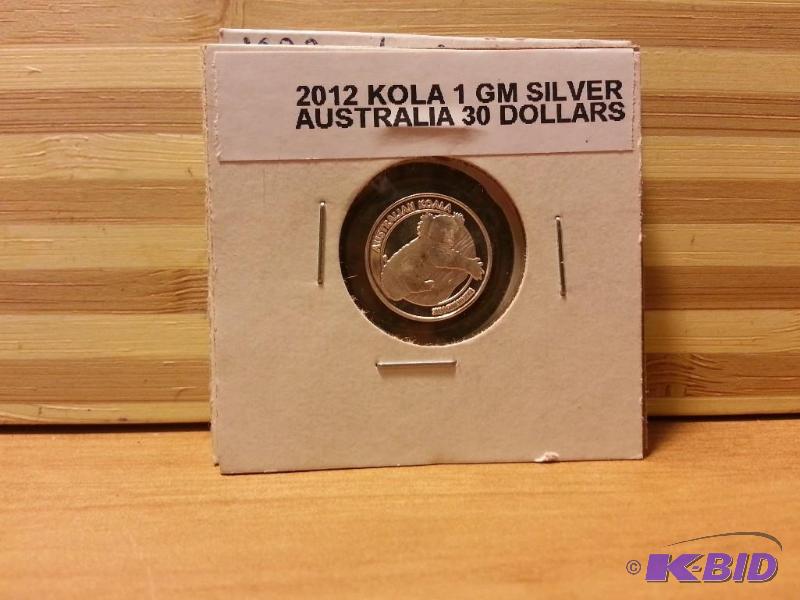 2012 KOLA 1 GM SILVER
AUSTRALIA 30 DOLLARS
AUSTRALIAN KOALA
© K-BID